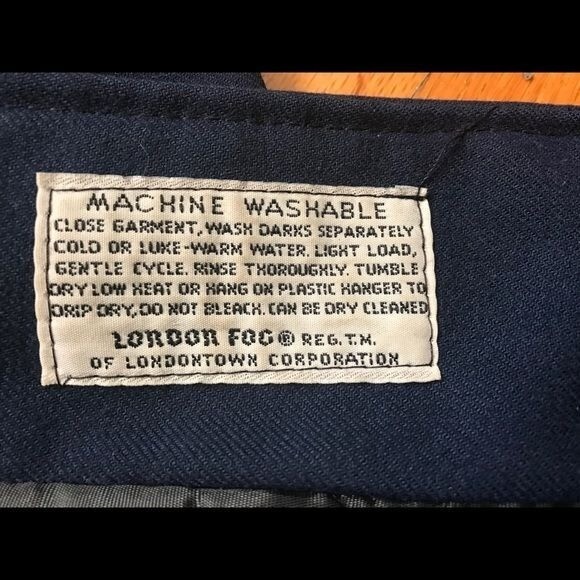 MACHINE WASHABLE
CLOSE GARMENT, WASH DARKS SEPARATELY
COLD OR LUKE-WARM WATER. LIGHT LOAD,
GENTLE CYCLE. RINSE THOROUGHLY. TUMBLE
DRY LOW HEAT OR HANG ON PLASTIC HANGER TO
DRIP DRY, DO NOT BLEACH. CAN BE DRY CLEANED
LONDON FOG® REG.T.M.
OF LONDONTOWN CORPORATION